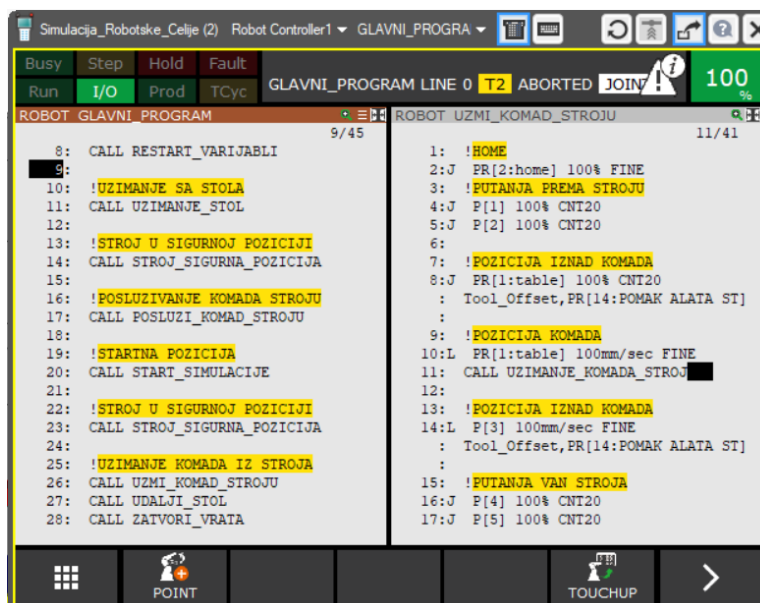 Simulacija_Robotske_Celije (2) Robot Controller1 GLAVNI_PROGRA
Busy Step Hold Fault
Run I/O Prod TCyc
GLAVNI_PROGRAM LINE 0 T2 ABORTED JOINT
100 %
ROBOT GLAVNI_PROGRAM
9/45
8: CALL RESTART_VARIJABLI
9:
10: !UZIMANJE SA STOLA
11: CALL UZIMANJE_STOL
12:
13: !STROJ U SIGURNOJ POZICIJI
14: CALL STROJ_SIGURNA_POZICIJA
15:
16: !POSLUZIVANJE KOMADA STROJU
17: CALL POSLUZI_KOMAD_STROJU
18:
19: !STARTNA POZICIJA
20: CALL START_SIMULACIJE
21:
22: !STROJ U SIGURNOJ POZICIJI
23: CALL STROJ_SIGURNA_POZICIJA
24:
25: !UZIMANJE KOMADA IZ STROJA
26: CALL UZMI_KOMAD_STROJU
27: CALL UDALJI_STOL
28: CALL ZATVORI_VRATA
ROBOT UZMI_KOMAD_STROJU
11/41
1: !HOME
2:J PR[2:home] 100% FINE
3: !PUTANJA PREMA STROJU
4:J P[1] 100% CNT20
5:J P[2] 100% CNT20
6:
7: !POZICIJA IZNAD KOMADA
8:J PR[1:table] 100% CNT20
: Tool_Offset,PR[14:POMAK ALATA ST]
:
9: !POZICIJA KOMADA
10:L PR[1:table] 100mm/sec FINE
11: CALL UZIMANJE_KOMADA_STROJ
12:
13: !POZICIJA IZNAD KOMADA
14:L P[3] 100mm/sec FINE
: Tool_Offset,PR[14:POMAK ALATA ST]
:
15: !PUTANJA VAN STROJA
16:J P[4] 100% CNT20
17:J P[5] 100% CNT20
POINT
TOUCHUP